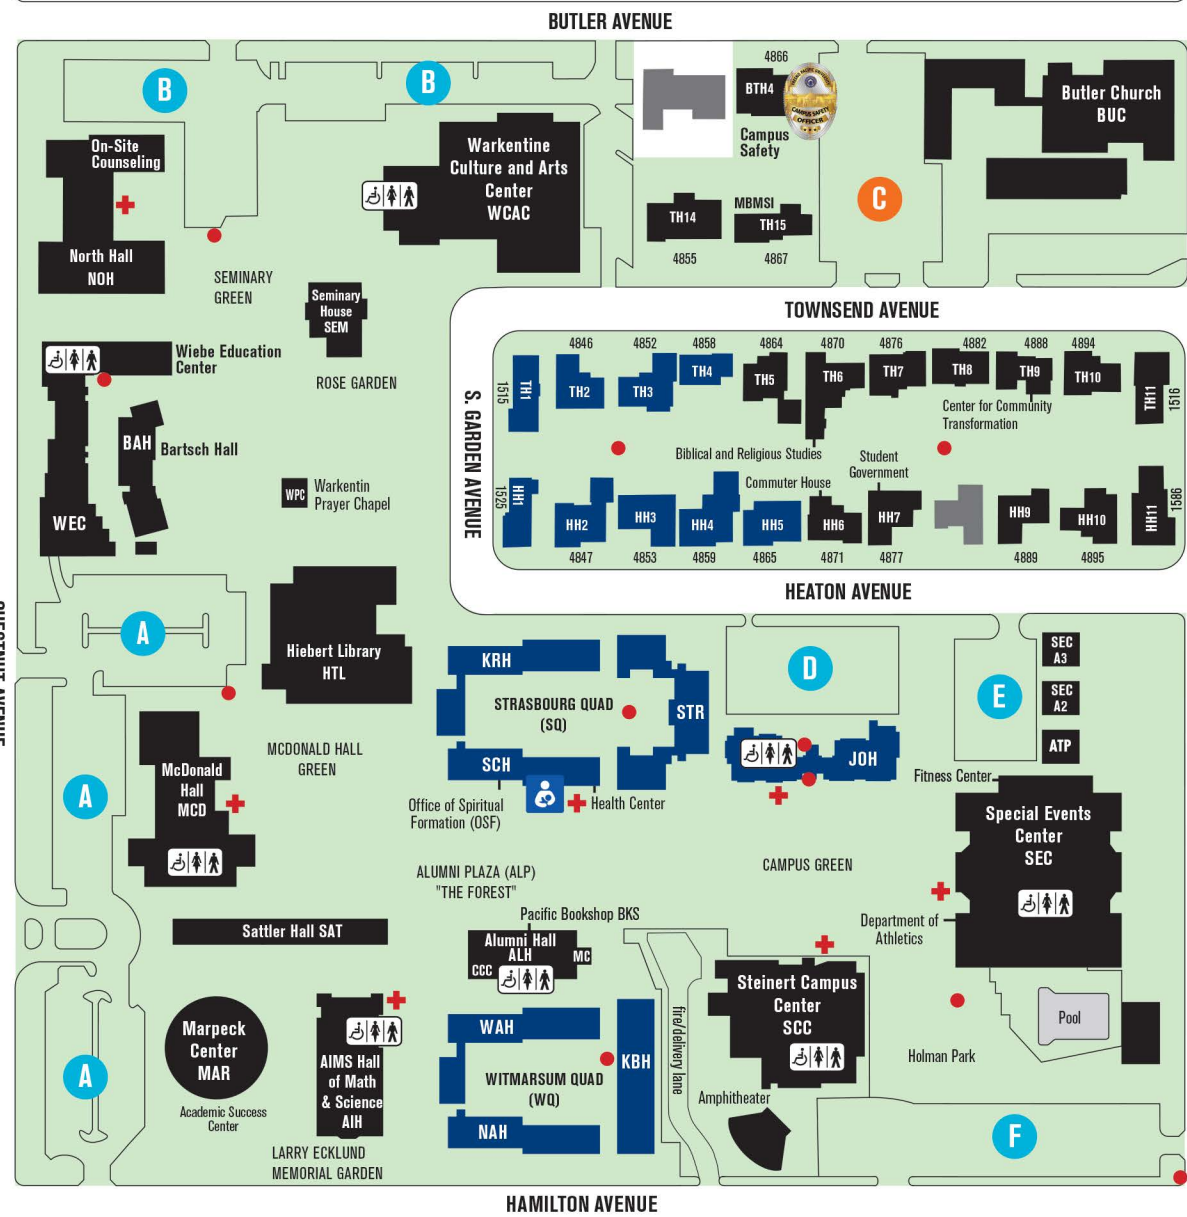 BUTLER AVENUE
B
B
4866
BTH4
CAMPUS SAFETY
OFFICER
Campus
Safety
Butler Church
BUC
On-Site
Counseling
Warkentine
Culture and Arts
Center
WCAC
C
North Hall
NOH
TH14
4855
MBMSI
TH15
4867
SEMINARY
GREEN
Seminary
House
SEM
ROSE GARDEN
Wiebe Education
Center
BAH
Bartsch Hall
WEC
WPC
Warkentin
Prayer Chapel
TOWNSEND AVENUE
S. GARDEN AVENUE
4846
4852
4858
4864
4870
4876
4882
4888
4894
1515
TH1
TH2
TH3
TH4
TH5
TH6
TH7
TH8
TH9
TH10
TH11
1516
Center for Community
Transformation
Biblical and Religious Studies
Student
Government
Commuter House
1525
HH1
HH2
HH3
HH4
HH5
HH6
HH7
HH9
HH10
HH11
1586
4847
4853
4859
4865
4871
4877
4889
4895
HEATON AVENUE
A
Hiebert Library
HTL
KRH
STRASBOURG QUAD
(SQ)
STR
SCH
Office of Spiritual
Formation (OSF)
Health Center
D
JOH
E
SEC
A3
SEC
A2
ATP
Fitness Center
Special Events
Center
SEC
Department of
Athletics
MCDONALD HALL
GREEN
McDonald
Hall
MCD
A
ALUMNI PLAZA (ALP)
"THE FOREST"
CAMPUS GREEN
Pacific Bookshop BKS
Alumni Hall
ALH
CCC
MC
Sattler Hall SAT
Marpeck
Center
MAR
Academic Success
Center
A
AIMS Hall
of Math
& Science
AIH
LARRY ECKLUND
MEMORIAL GARDEN
WAH
WITMARSUM QUAD
(WQ)
KBH
NAH
fire/delivery lane
Steinert Campus
Center
SCC
Amphitheater
Holman Park
Pool
F
HAMILTON AVENUE